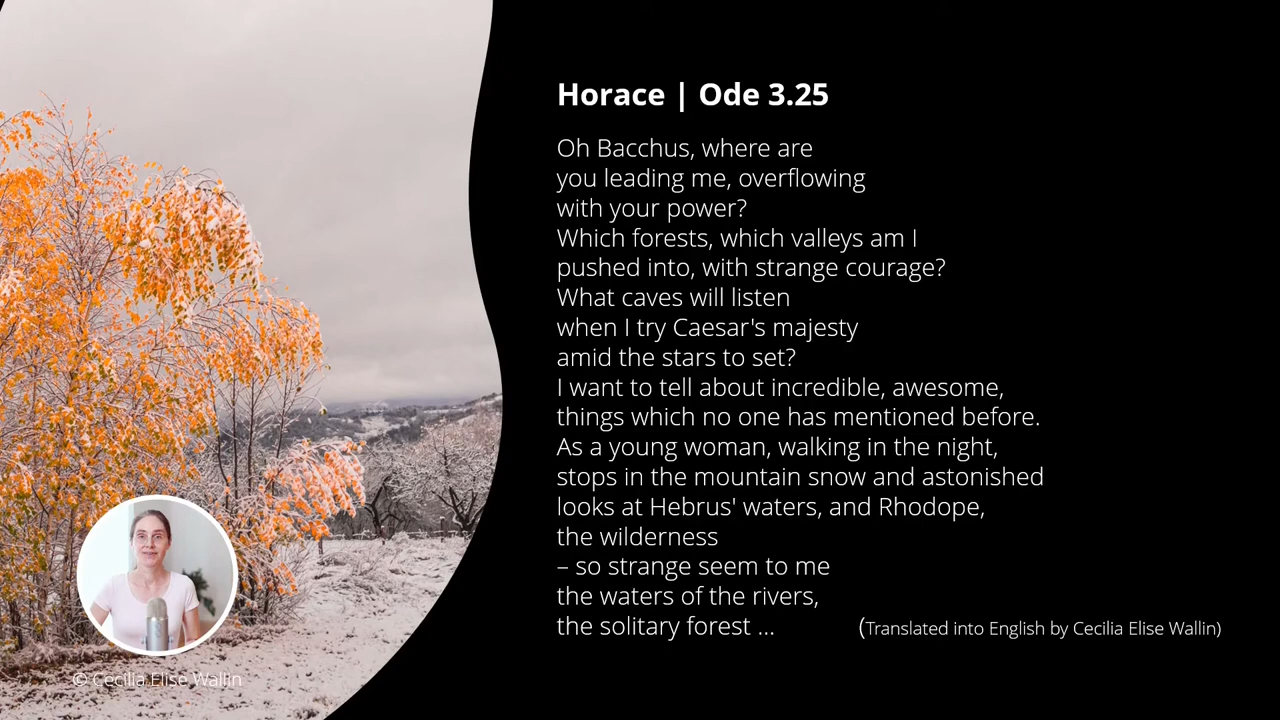 Horace | Ode 3.25
Oh Bacchus, where are
you leading me, overflowing
with your power?
Which forests, which valleys am I
pushed into, with strange courage?
What caves will listen
when I try Caesar's majesty
amid the stars to set?
I want to tell about incredible, awesome,
things which no one has mentioned before.
As a young woman, walking in the night,
stops in the mountain snow and astonished
looks at Hebrus' waters, and Rhodope,
the wilderness
– so strange seem to me
the waters of the rivers,
the solitary forest ...
(Translated into English by Cecilia Elise Wallin)
© Cecilia Elise Wallin